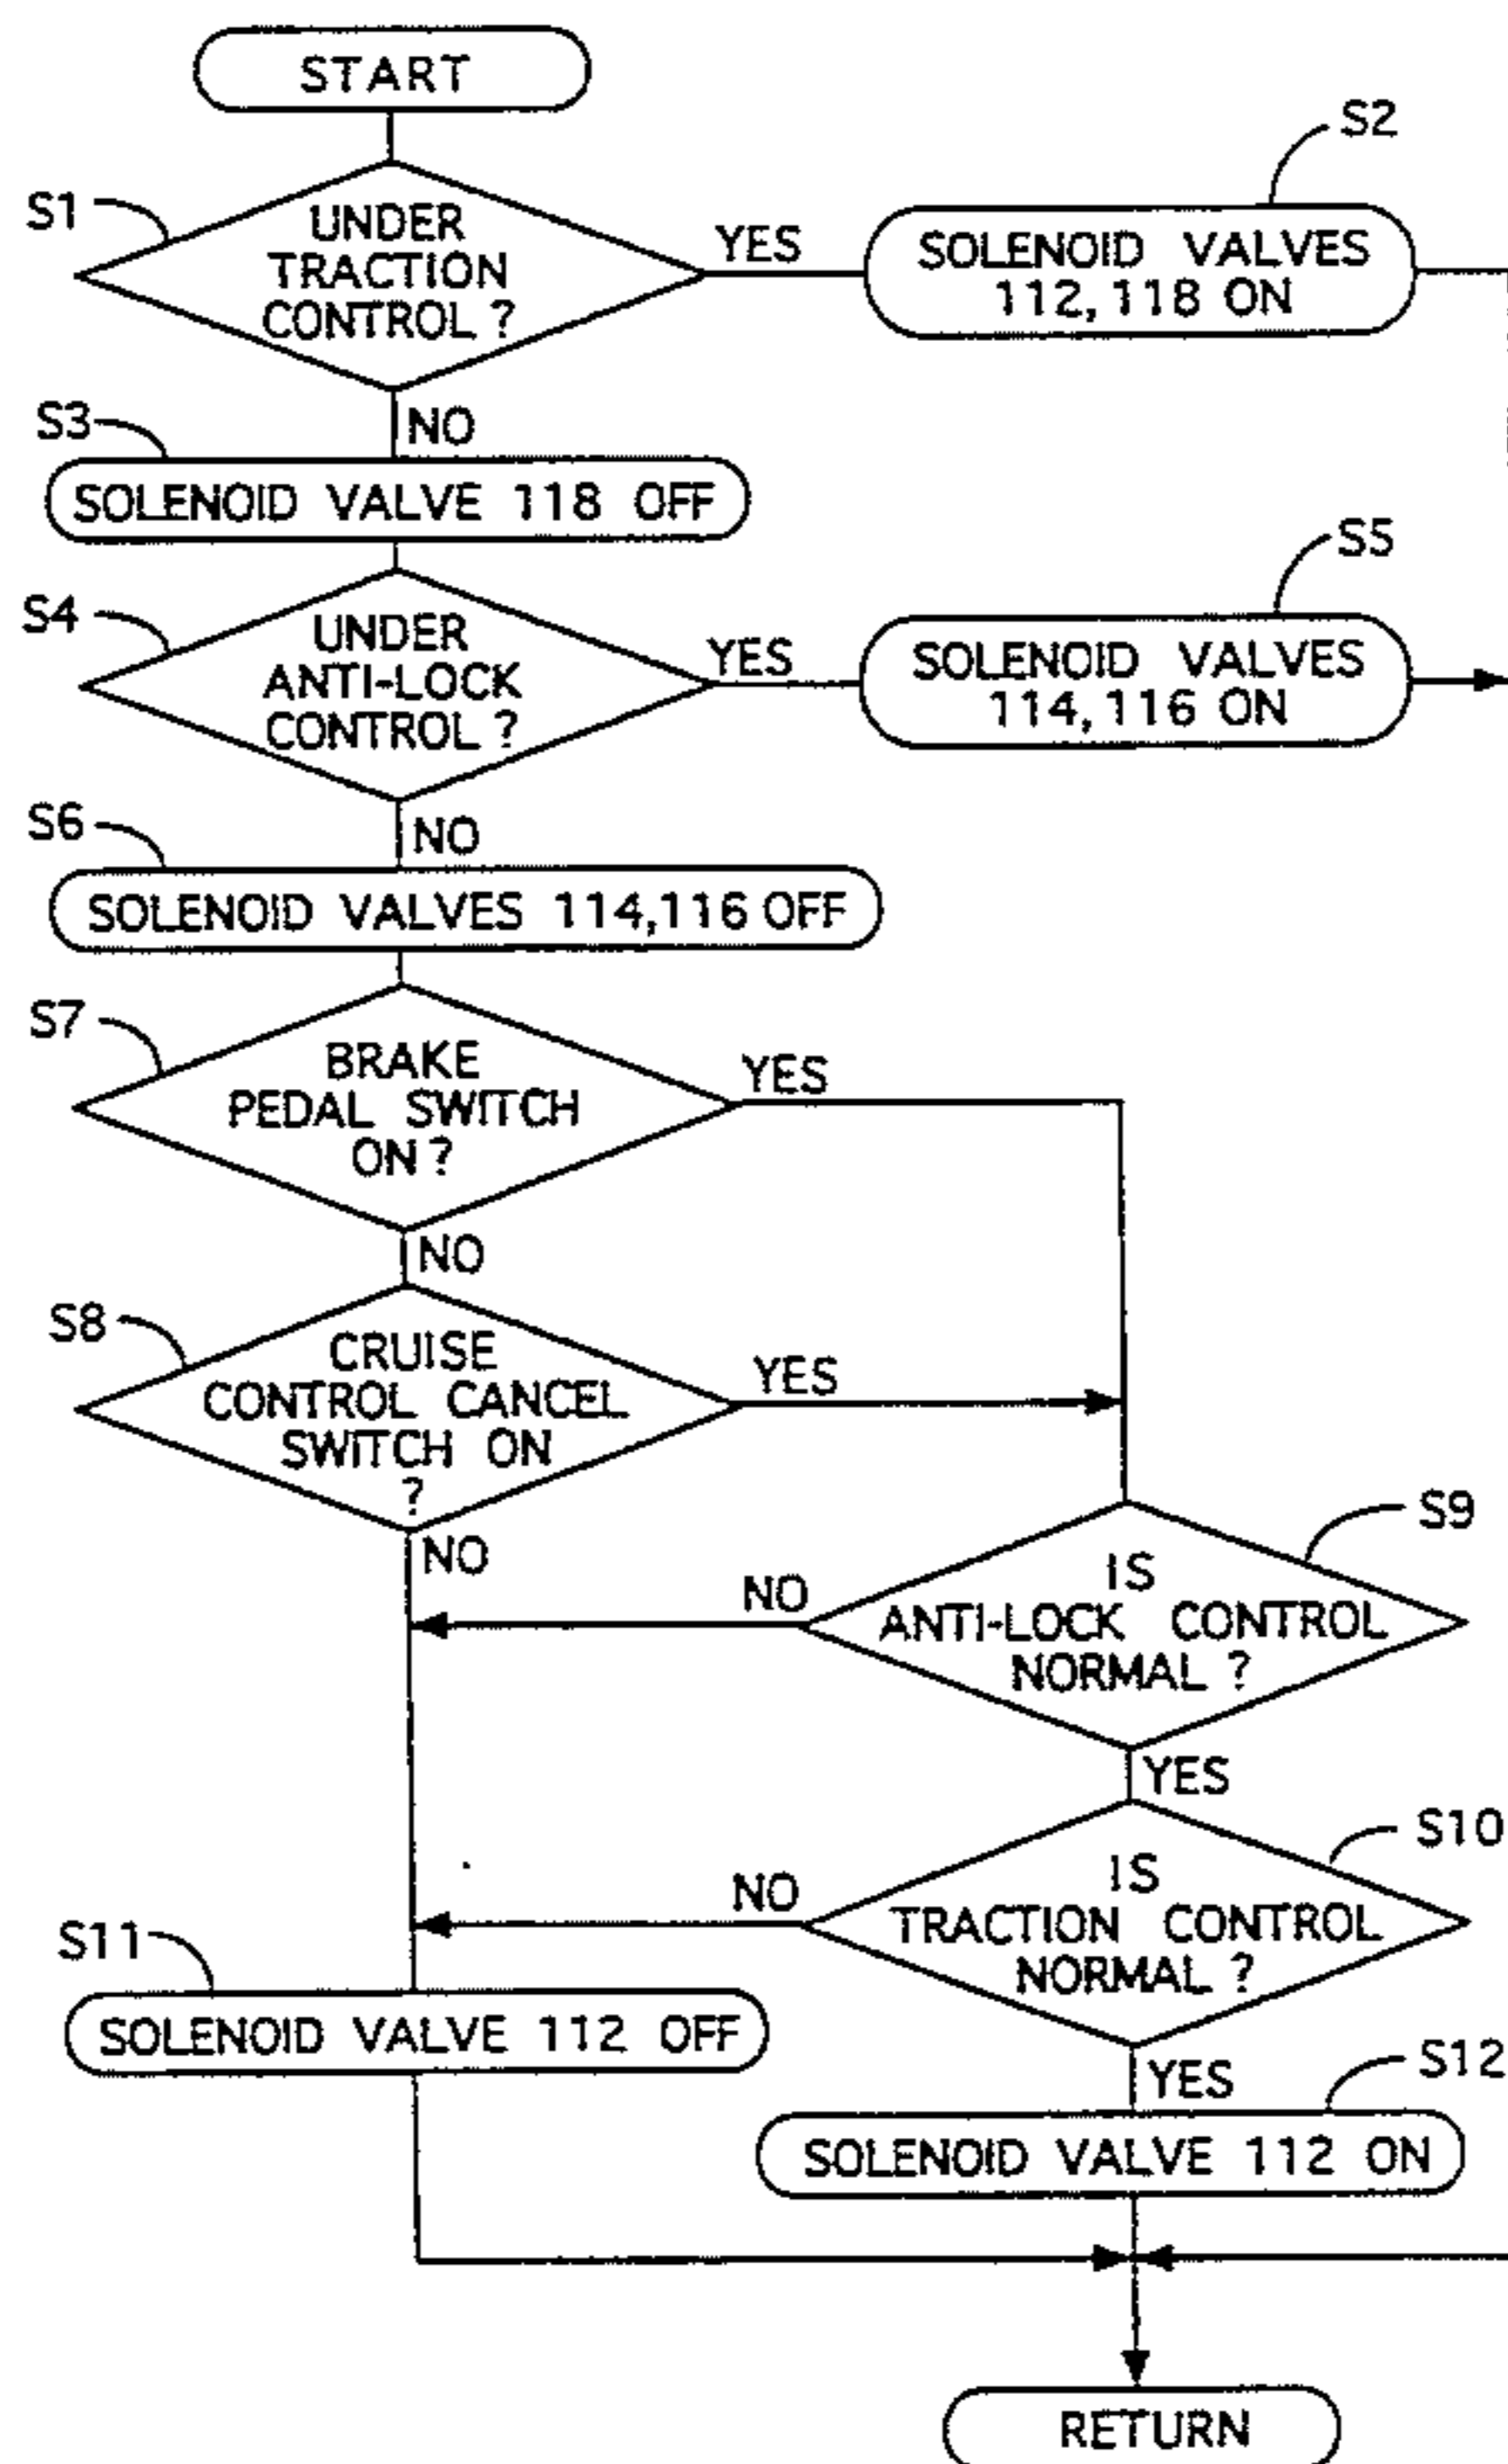 START
S1
UNDER
TRACTION
CONTROL ?
YES
S2
SOLENOID VALVES
112, 118 ON
NO
S3
SOLENOID VALVE 118 OFF
S4
UNDER
ANTI-LOCK
CONTROL ?
YES
S5
SOLENOID VALVES
114, 116 ON
NO
S6
SOLENOID VALVES 114,116 OFF
S7
BRAKE
PEDAL SWITCH
ON ?
YES
NO
S8
CRUISE
CONTROL CANCEL
SWITCH ON
?
YES
NO
S9
IS
ANTI-LOCK CONTROL
NORMAL ?
NO
YES
S10
IS
TRACTION CONTROL
NORMAL ?
NO
YES
S11
SOLENOID VALVE 112 OFF
S12
SOLENOID VALVE 112 ON
RETURN